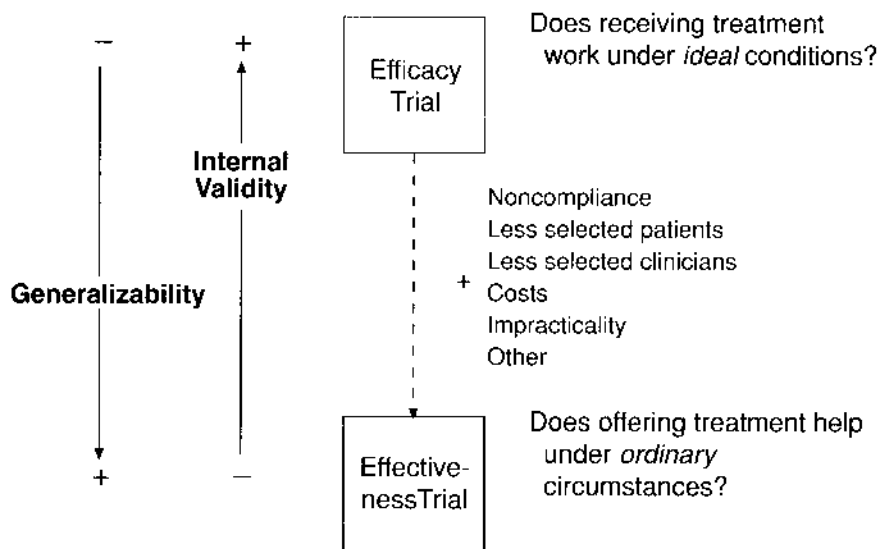 −
+
Efficacy
Trial
Does receiving treatment
work under ideal conditions?
Internal
Validity
Generalizability
+
Noncompliance
Less selected patients
Less selected clinicians
Costs
Impracticality
Other
+
−
Effective-
nessTrial
Does offering treatment help
under ordinary
circumstances?